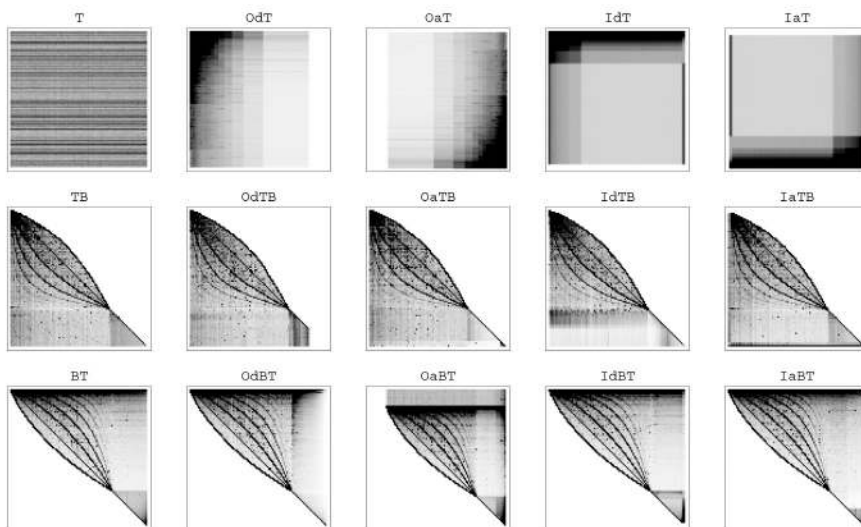 T OdT OaT IdT IaT
TB OdTB OaTB IdTB IaTB
BT OdBT OaBT IdBT IaBT